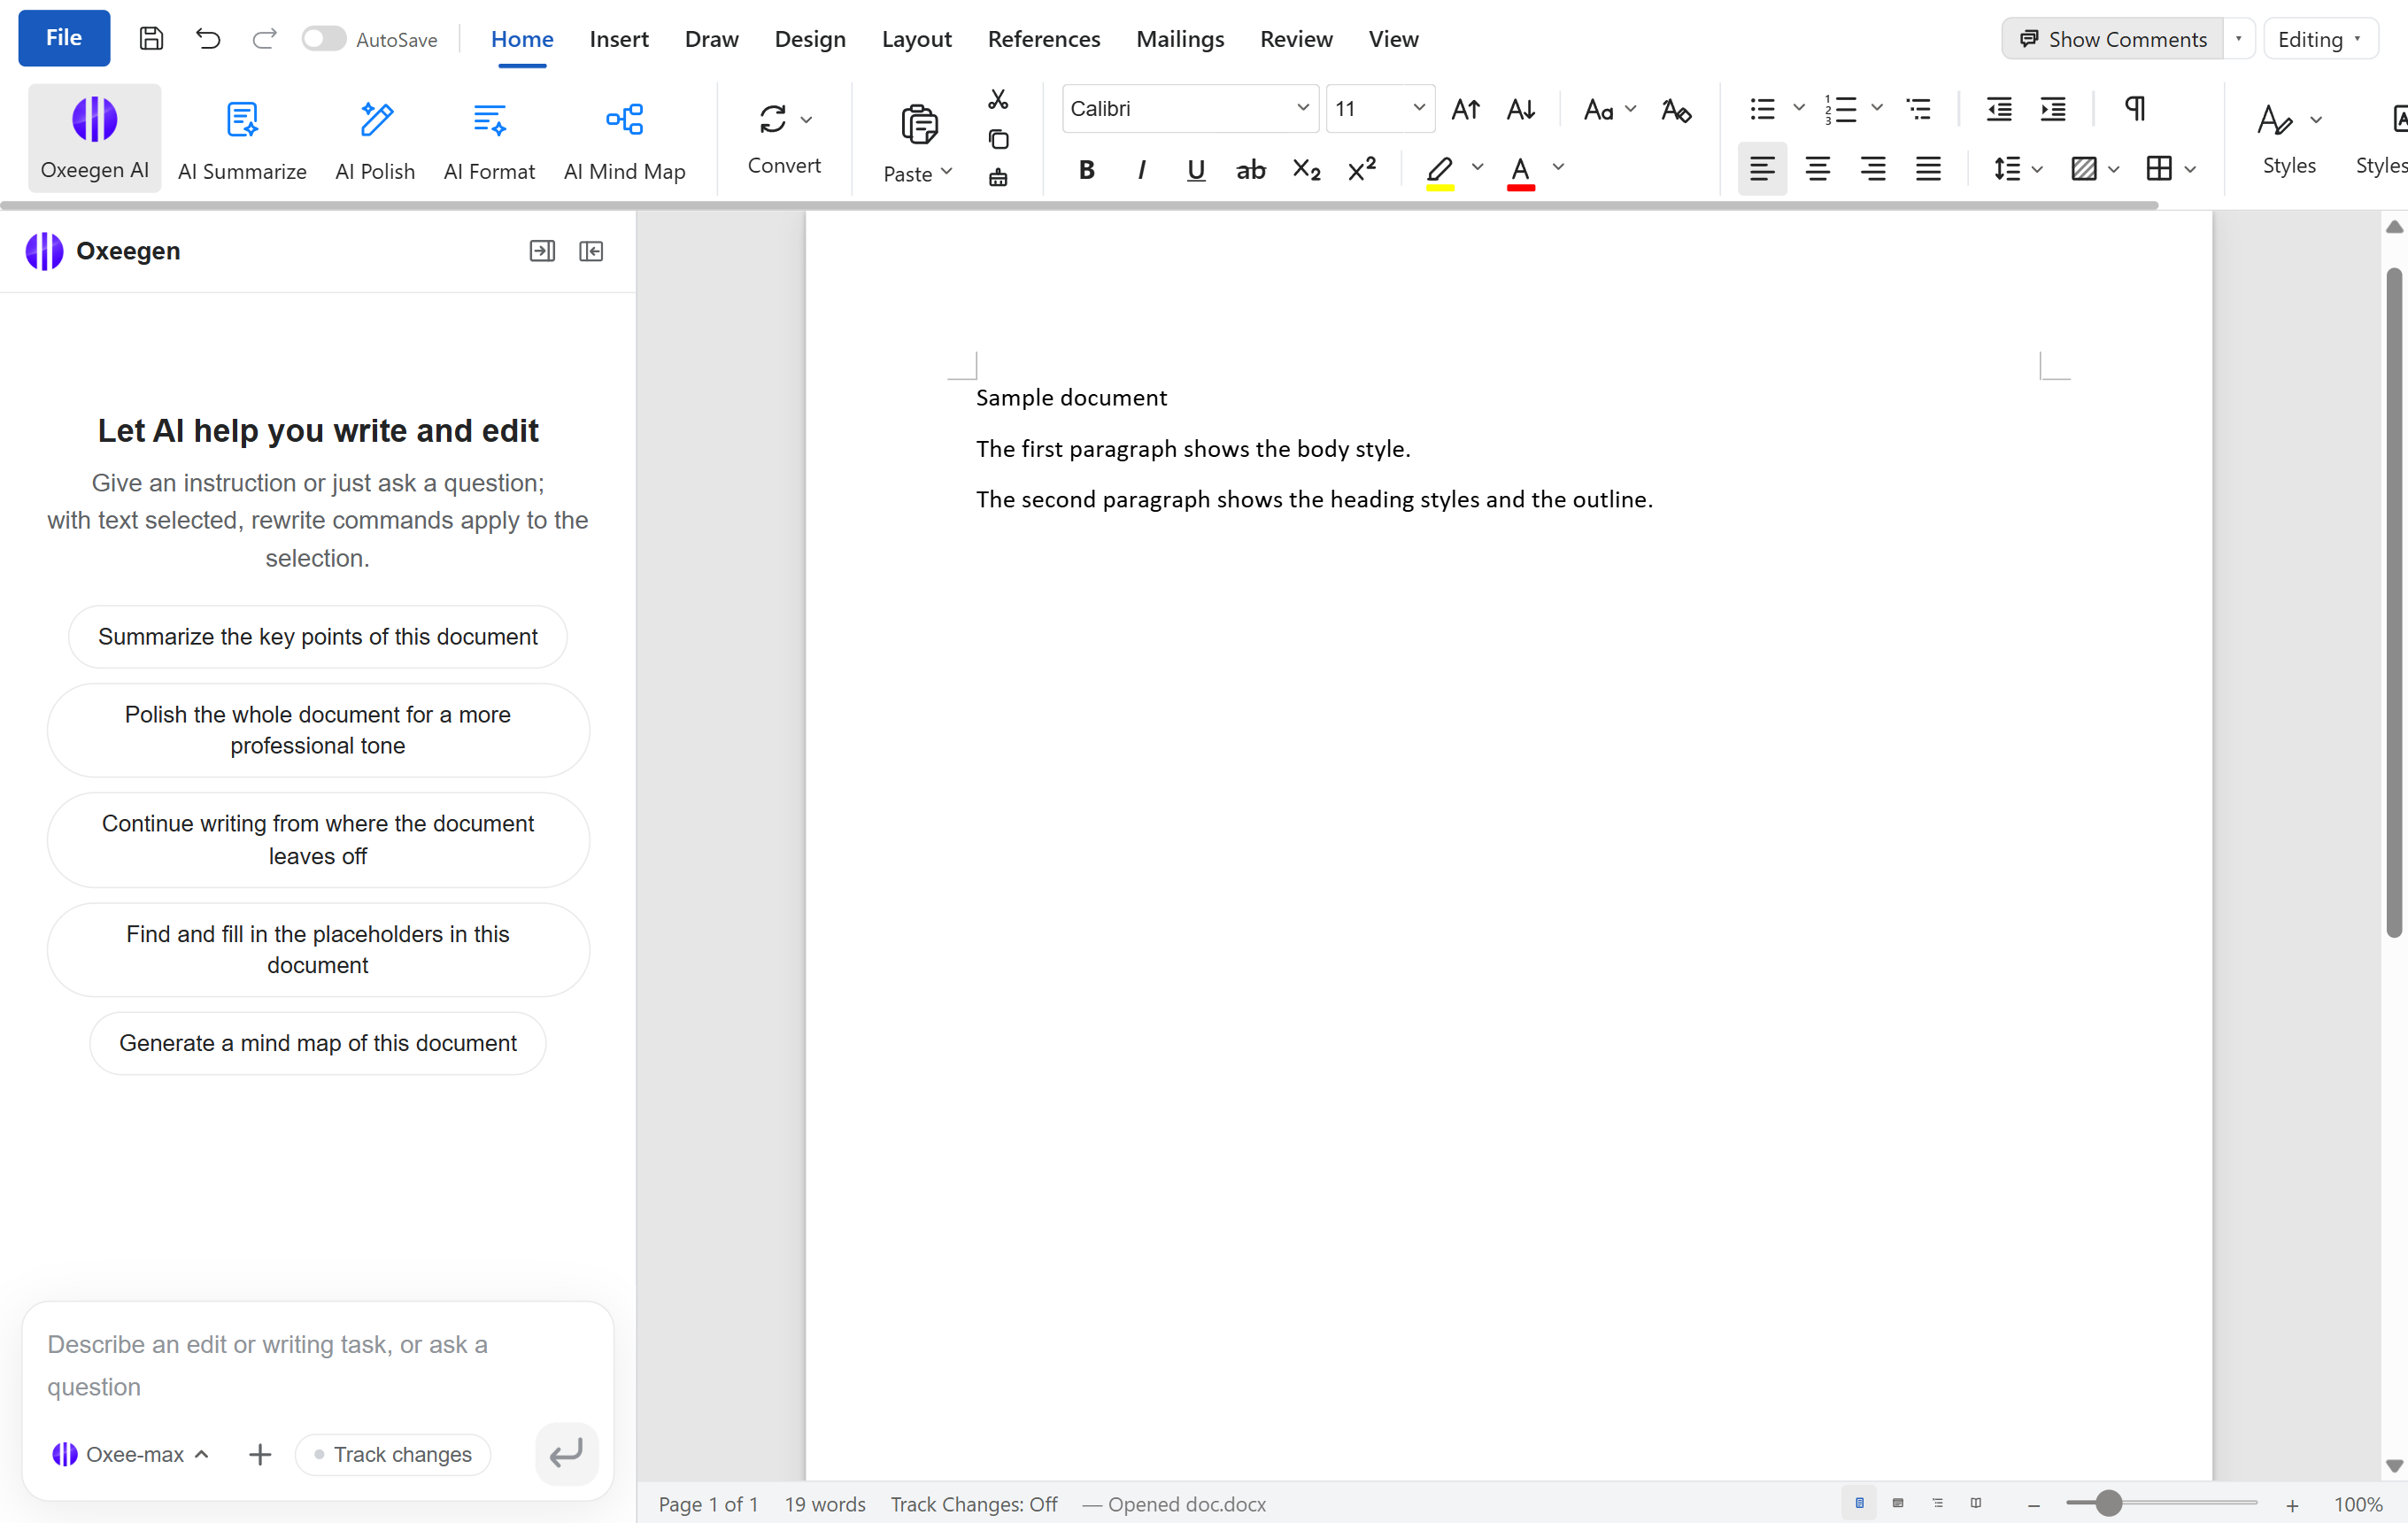 File
AutoSave
Home
Insert
Draw
Design
Layout
References
Mailings
Review
View
Show Comments
Editing
Oxeegen AI
AI Summarize
AI Polish
AI Format
AI Mind Map
Convert
Paste
Calibri
11
Styles
Styles
Oxeegen
Let AI help you write and edit
Give an instruction or just ask a question;
with text selected, rewrite commands apply to the
selection.
Summarize the key points of this document
Polish the whole document for a more
professional tone
Continue writing from where the document
leaves off
Find and fill in the placeholders in this
document
Generate a mind map of this document
Describe an edit or writing task, or ask a
question
Oxee-max
Track changes
Sample document
The first paragraph shows the body style.
The second paragraph shows the heading styles and the outline.
Page 1 of 1
19 words
Track Changes: Off
— Opened doc.docx
100%